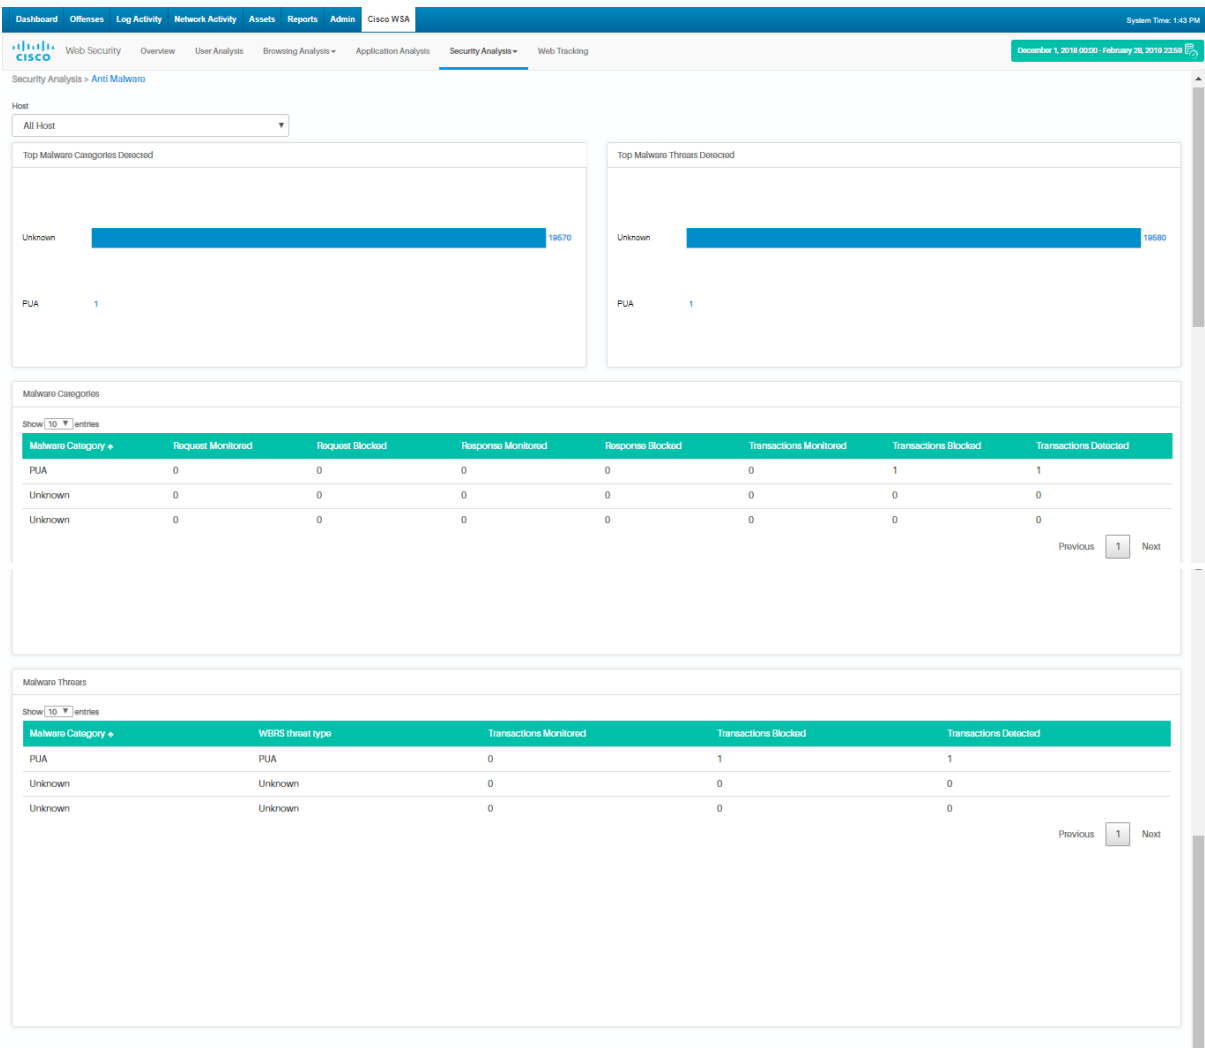 Dashboard Offenses Log Activity Network Activity Assets Reports Admin Cisco WSA System Time: 1:43 PM
cisco Web Security Overview User Analysis Browsing Analysis Application Analysis Security Analysis Web Tracking December 1, 2018 00:00 - February 28, 2019 23:59
Security Analysis > Anti Malware
Host
All Host
Top Malware Categories Detected
Unknown 19570
PUA 1
Top Malware Threats Detected
Unknown 19580
PUA 1
Malware Categories
Show 10 entries
Malware Category Request Monitored Request Blocked Response Monitored Response Blocked Transactions Monitored Transactions Blocked Transactions Detected
PUA 0 0 0 0 0 1 1
Unknown 0 0 0 0 0 0 0
Unknown 0 0 0 0 0 0 0
Previous 1 Next
Malware Threats
Show 10 entries
Malware Category WBRS threat type Transactions Monitored Transactions Blocked Transactions Detected
PUA PUA 0 1 1
Unknown Unknown 0 0 0
Unknown Unknown 0 0 0
Previous 1 Next